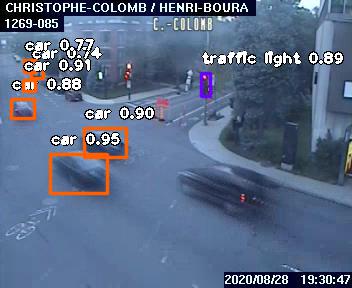 CHRISTOPHE-COLOMB / HENRI-BOURA
1269-085
C.-COLOMB
car 0.77
car 0.74
car 0.91
car 0.88
traffic light 0.89
car 0.90
car 0.95
2020/08/28 19:30:47